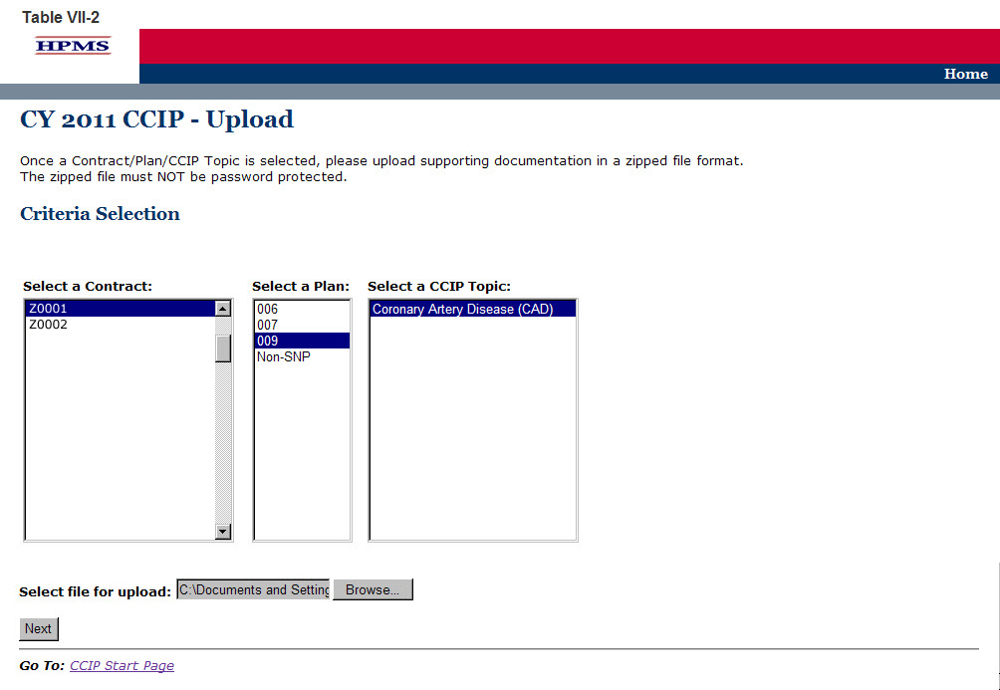 Table VII-2
HPMS
Home
CY 2011 CCIP - Upload
Once a Contract/Plan/CCIP Topic is selected, please upload supporting documentation in a zipped file format.
The zipped file must NOT be password protected.
Criteria Selection
Select a Contract: Select a Plan: Select a CCIP Topic:
Z0001 006 Coronary Artery Disease (CAD)
Z0002 007
009
Non-SNP
Select file for upload: C:\Documents and Setting Browse...
Next
Go To: CCIP Start Page